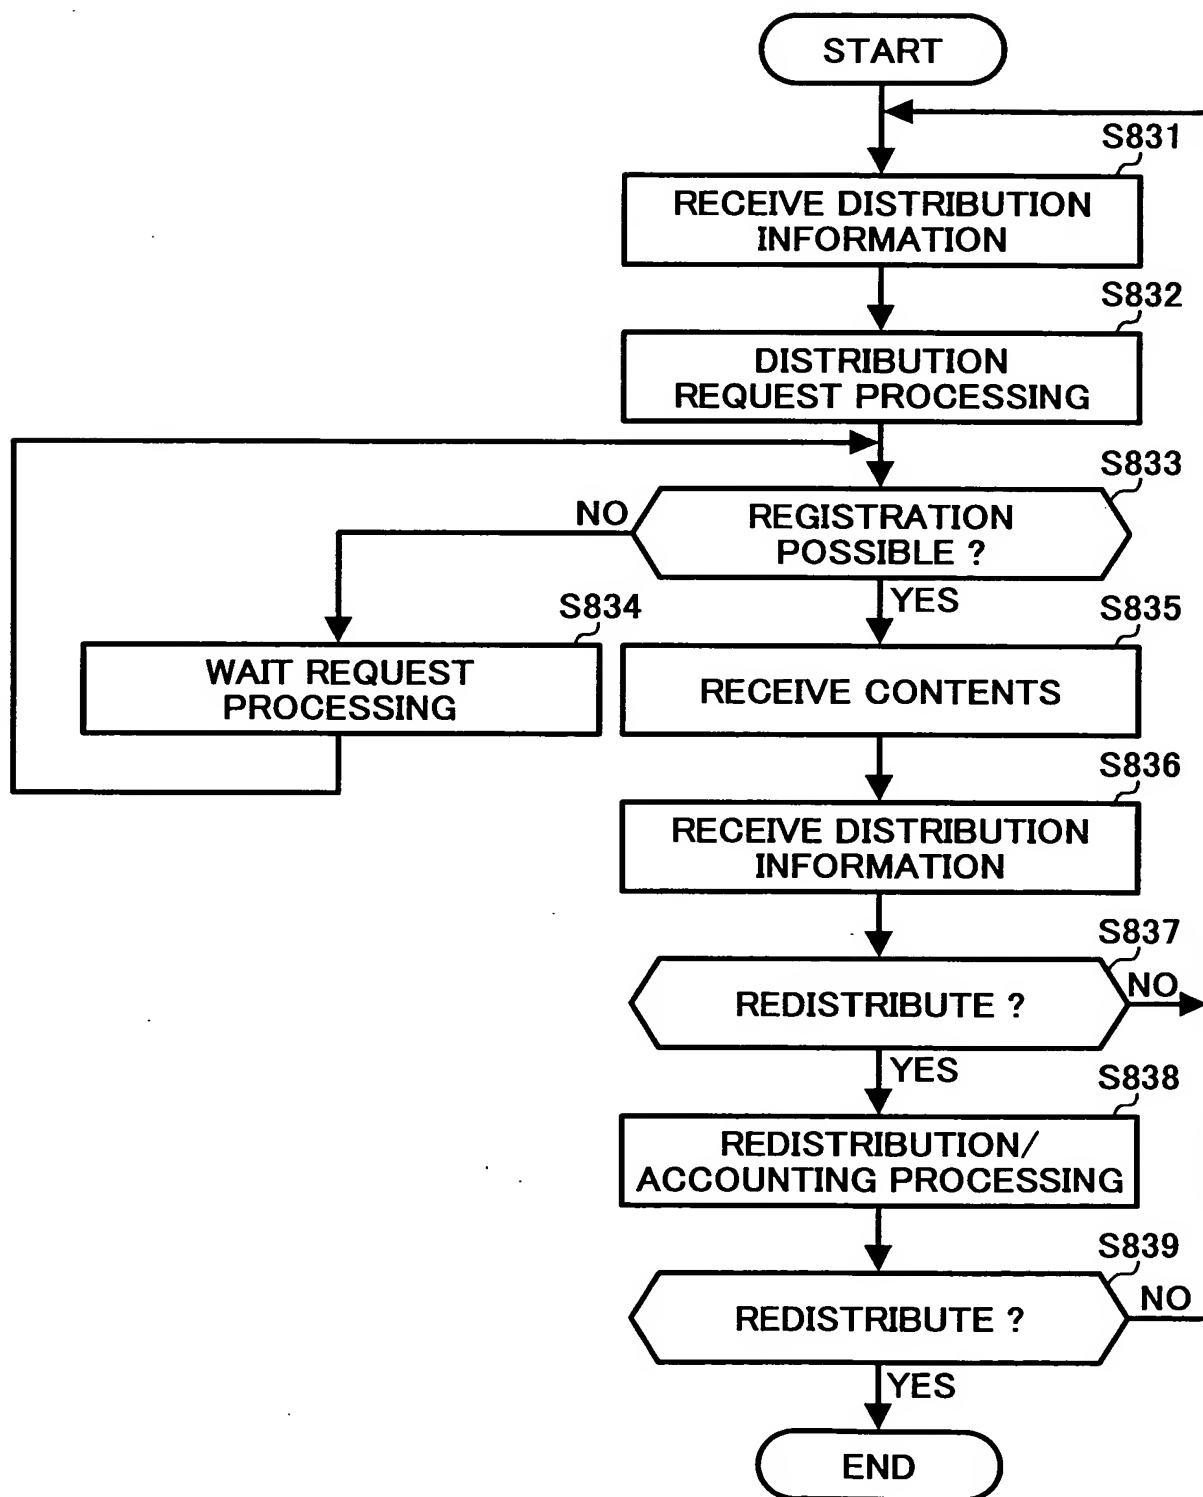 START
S831
RECEIVE DISTRIBUTION
INFORMATION
S832
DISTRIBUTION
REQUEST PROCESSING
S833
NO
REGISTRATION
POSSIBLE ?
YES
S834
WAIT REQUEST
PROCESSING
S835
RECEIVE CONTENTS
S836
RECEIVE DISTRIBUTION
INFORMATION
S837
REDISTRIBUTE ?
NO
YES
S838
REDISTRIBUTION/
ACCOUNTING PROCESSING
S839
REDISTRIBUTE ?
NO
YES
END